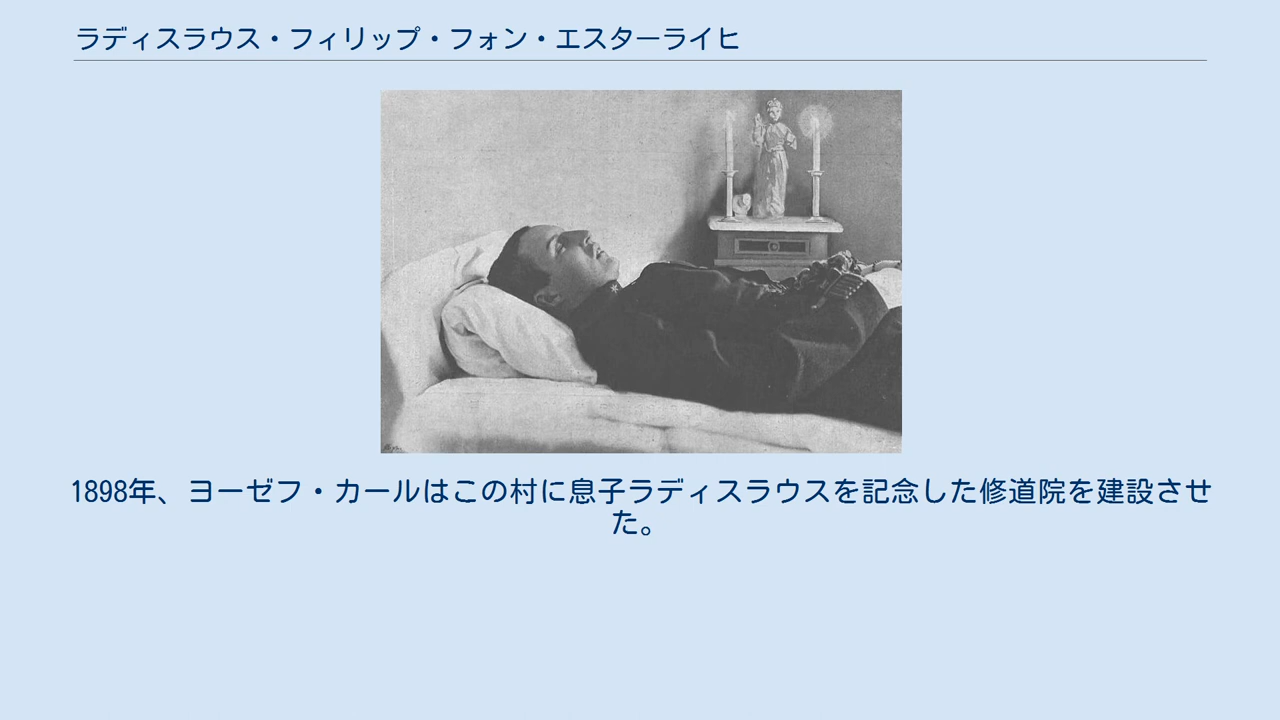 ラディスラウス・フィリップ・フォン・エスターライヒ
1898年、ヨーゼフ・カールはこの村に息子ラディスラウスを記念した修道院を建設させ
た。